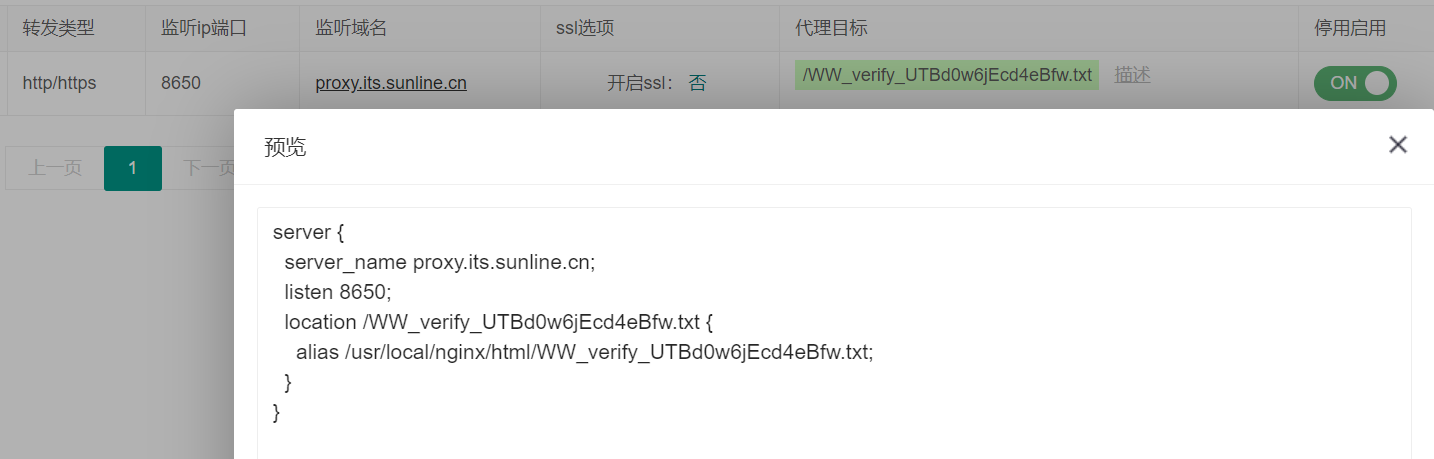 转发类型 监听ip端口 监听域名 ssl选项 代理目标 停用启用
http/https 8650 proxy.its.sunline.cn 开启ssl： 否 /WW_verify_UTBd0w6jEcd4eBfw.txt 描述 ON
上一页 1 下一页
预览
server {
server_name proxy.its.sunline.cn;
listen 8650;
location /WW_verify_UTBd0w6jEcd4eBfw.txt {
alias /usr/local/nginx/html/WW_verify_UTBd0w6jEcd4eBfw.txt;
}
}